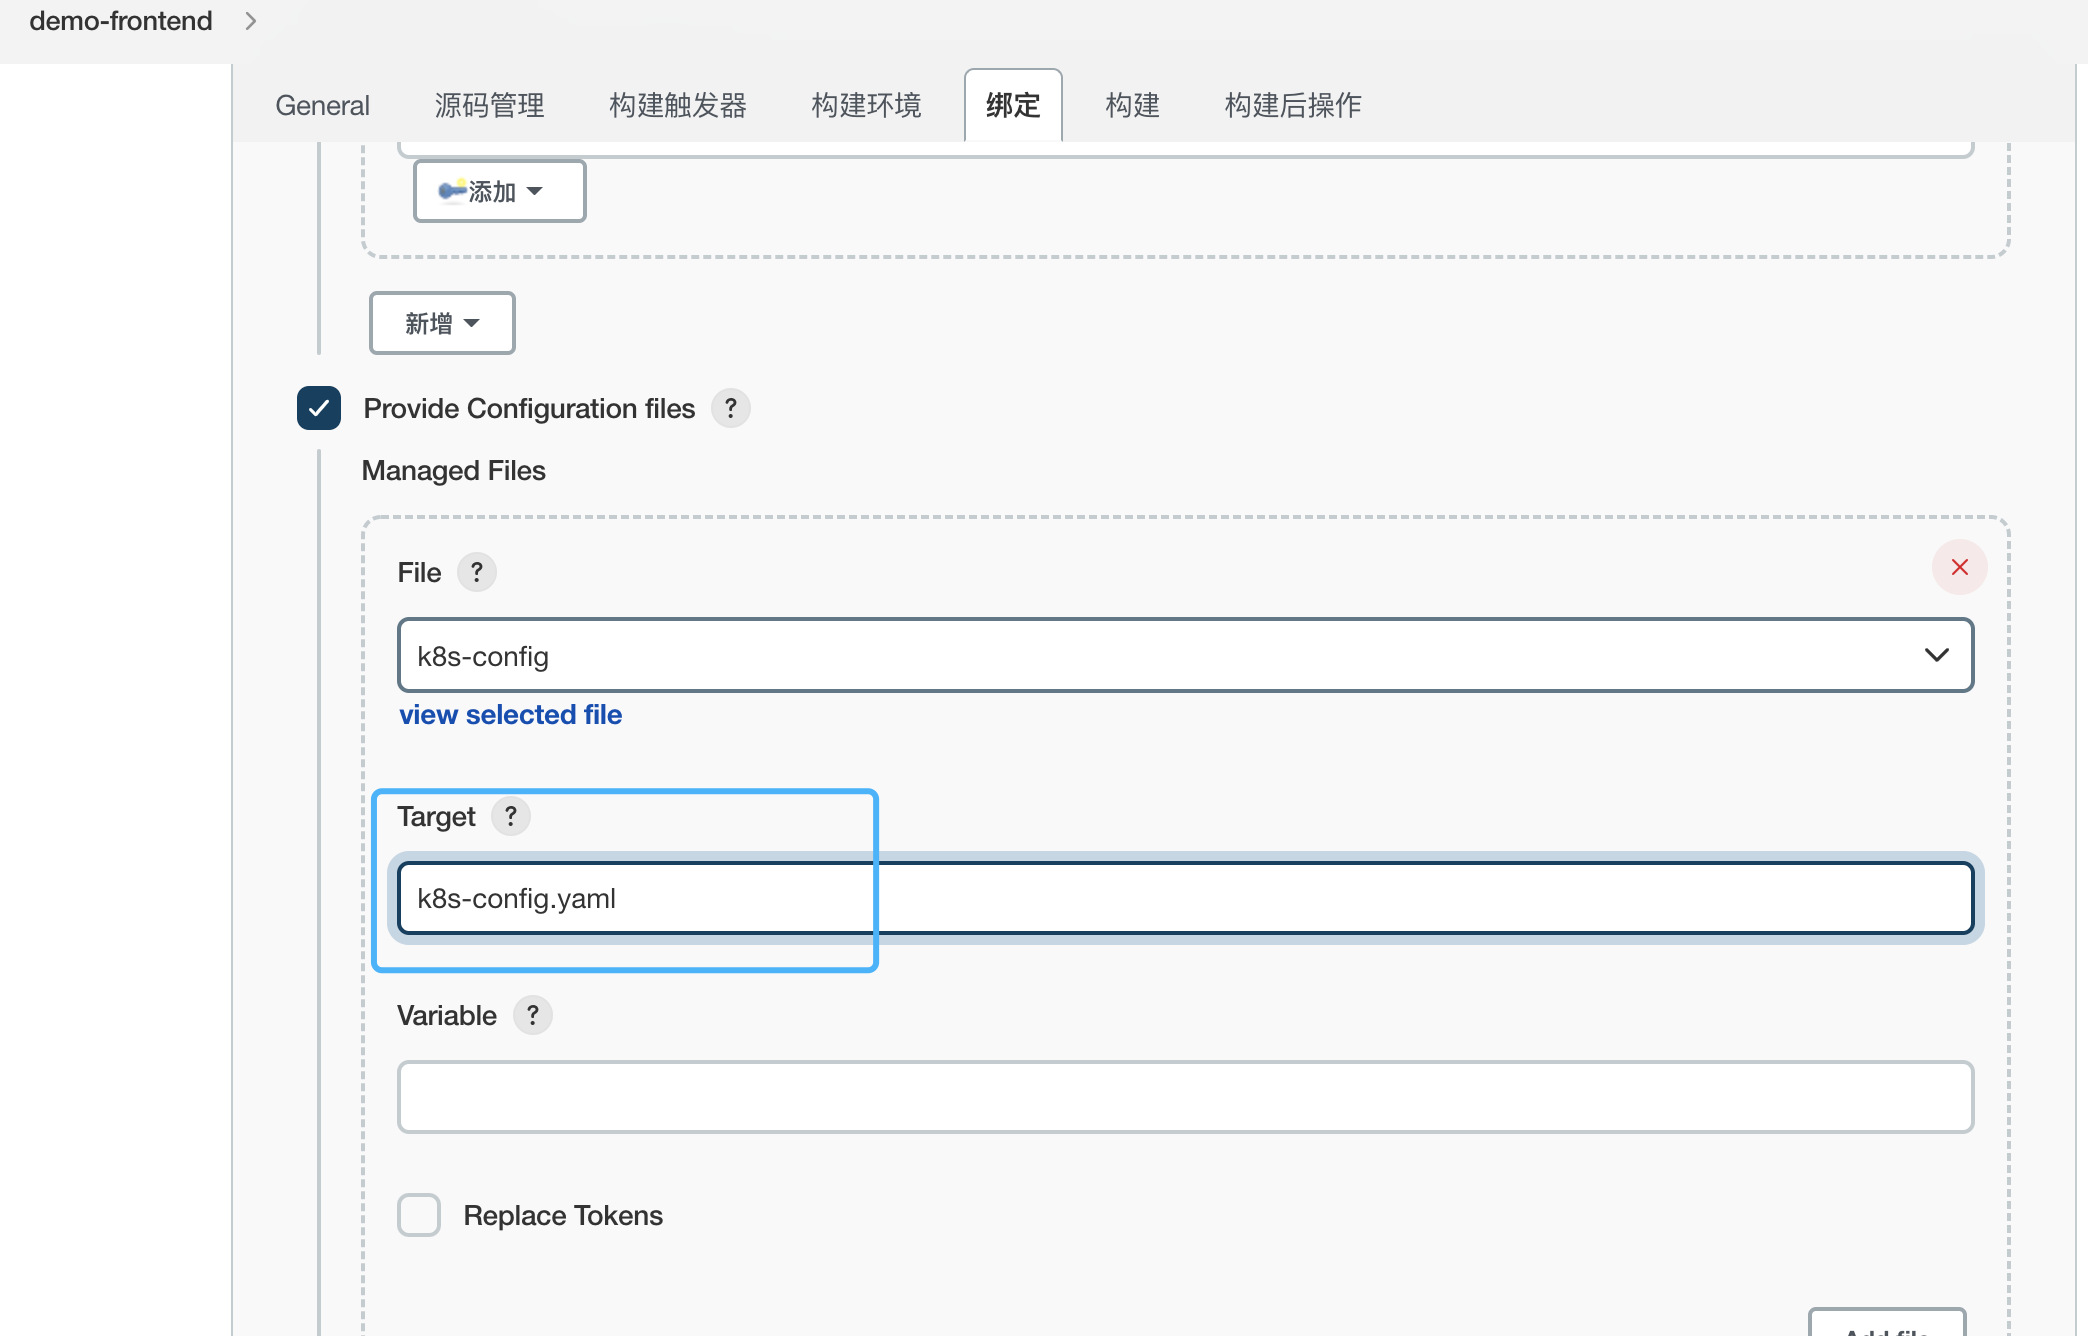 demo-frontend
General 源码管理 构建触发器 构建环境 绑定 构建 构建后操作
添加
新增
Provide Configuration files ?
Managed Files
File ?
k8s-config
view selected file
Target ?
k8s-config.yaml
Variable ?
Replace Tokens
Add file